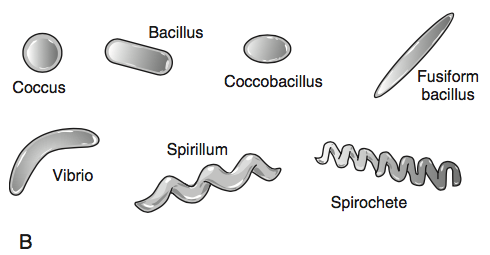 Coccus
Bacillus
Coccobacillus
Fusiform
bacillus
Vibrio
Spirillum
Spirochete
B